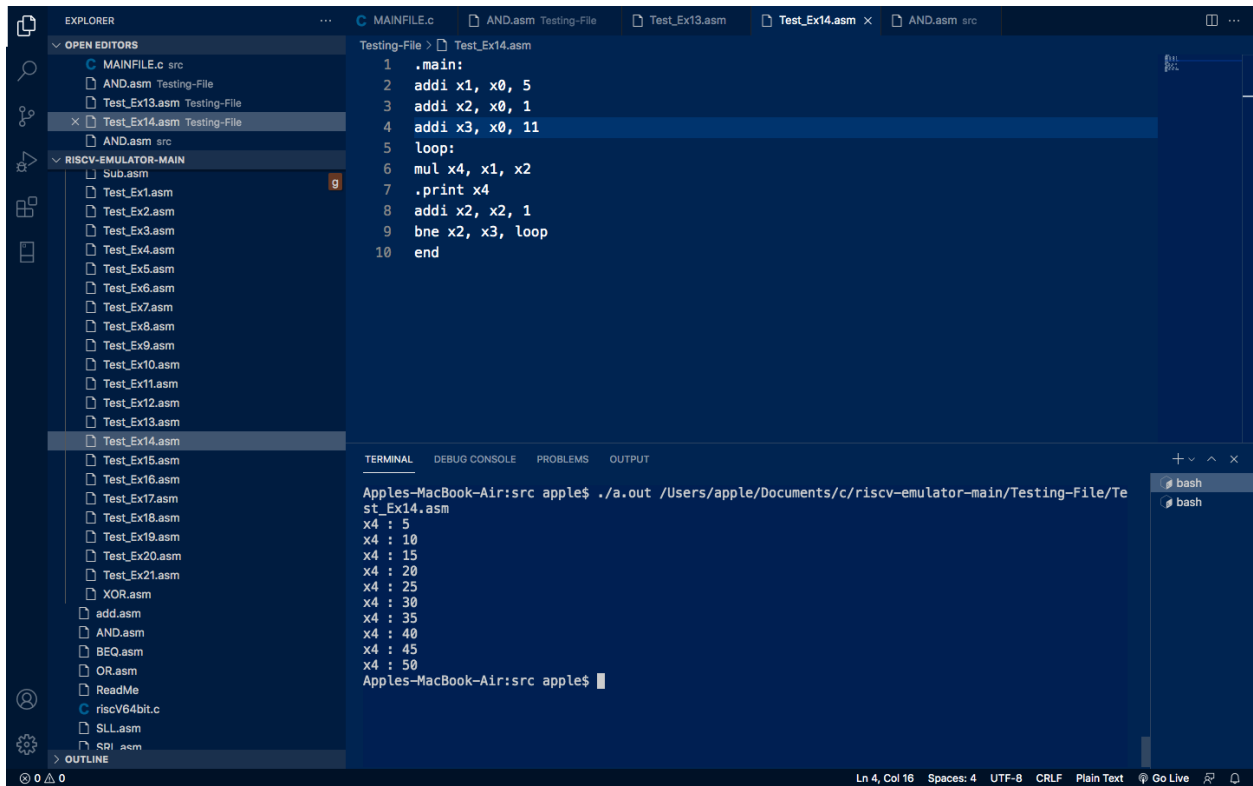 EXPLORER
MAINFILE.c
AND.asm Testing-File
Test_Ex13.asm
Test_Ex14.asm
AND.asm src
OPEN EDITORS
C MAINFILE.c src
AND.asm Testing-File
Test_Ex13.asm Testing-File
Test_Ex14.asm Testing-File
AND.asm src
RISCV-EMULATOR-MAIN
Sub.asm
g
Test_Ex1.asm
Test_Ex2.asm
Test_Ex3.asm
Test_Ex4.asm
Test_Ex5.asm
Test_Ex6.asm
Test_Ex7.asm
Test_Ex8.asm
Test_Ex9.asm
Test_Ex10.asm
Test_Ex11.asm
Test_Ex12.asm
Test_Ex13.asm
Test_Ex14.asm
Test_Ex15.asm
Test_Ex16.asm
Test_Ex17.asm
Test_Ex18.asm
Test_Ex19.asm
Test_Ex20.asm
Test_Ex21.asm
XOR.asm
add.asm
AND.asm
BEQ.asm
OR.asm
ReadMe
C riscV64bit.c
SLL.asm
SRL.asm
OUTLINE
Testing-File > Test_Ex14.asm
1 .main:
2 addi x1, x0, 5
3 addi x2, x0, 1
4 addi x3, x0, 11
5 loop:
6 mul x4, x1, x2
7 .print x4
8 addi x2, x2, 1
9 bne x2, x3, loop
10 end
TERMINAL DEBUG CONSOLE PROBLEMS OUTPUT
Apples-MacBook-Air:src apple$ ./a.out /Users/apple/Documents/c/riscv-emulator-main/Testing-File/Te
st_Ex14.asm
x4 : 5
x4 : 10
x4 : 15
x4 : 20
x4 : 25
x4 : 30
x4 : 35
x4 : 40
x4 : 45
x4 : 50
Apples-MacBook-Air:src apple$
bash
bash
0 0
Ln 4, Col 16 Spaces: 4 UTF-8 CRLF Plain Text Go Live